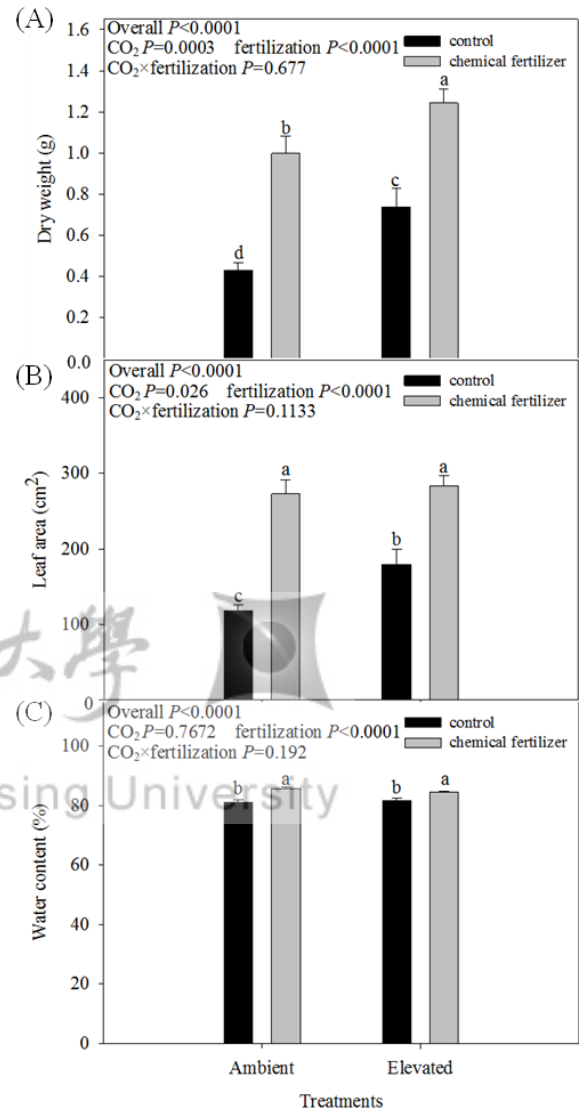 (A)
Overall P<0.0001
CO₂ P=0.0003 fertilization P<0.0001
CO₂×fertilization P=0.677
control
chemical fertilizer
Dry weight (g)
1.6
1.4
1.2
1.0
0.8
0.6
0.4
0.2
0.0
d
b
c
a
(B)
Overall P<0.0001
CO₂ P=0.026 fertilization P<0.0001
CO₂×fertilization P=0.1133
control
chemical fertilizer
Leaf area (cm²)
400
300
200
100
0
c
a
b
a
大學
(C)
Overall P<0.0001
CO₂ P=0.7672 fertilization P<0.0001
CO₂×fertilization P=0.192
control
chemical fertilizer
sing University
Water content (%)
100
80
60
40
20
0
b
a
b
a
Ambient
Elevated
Treatments